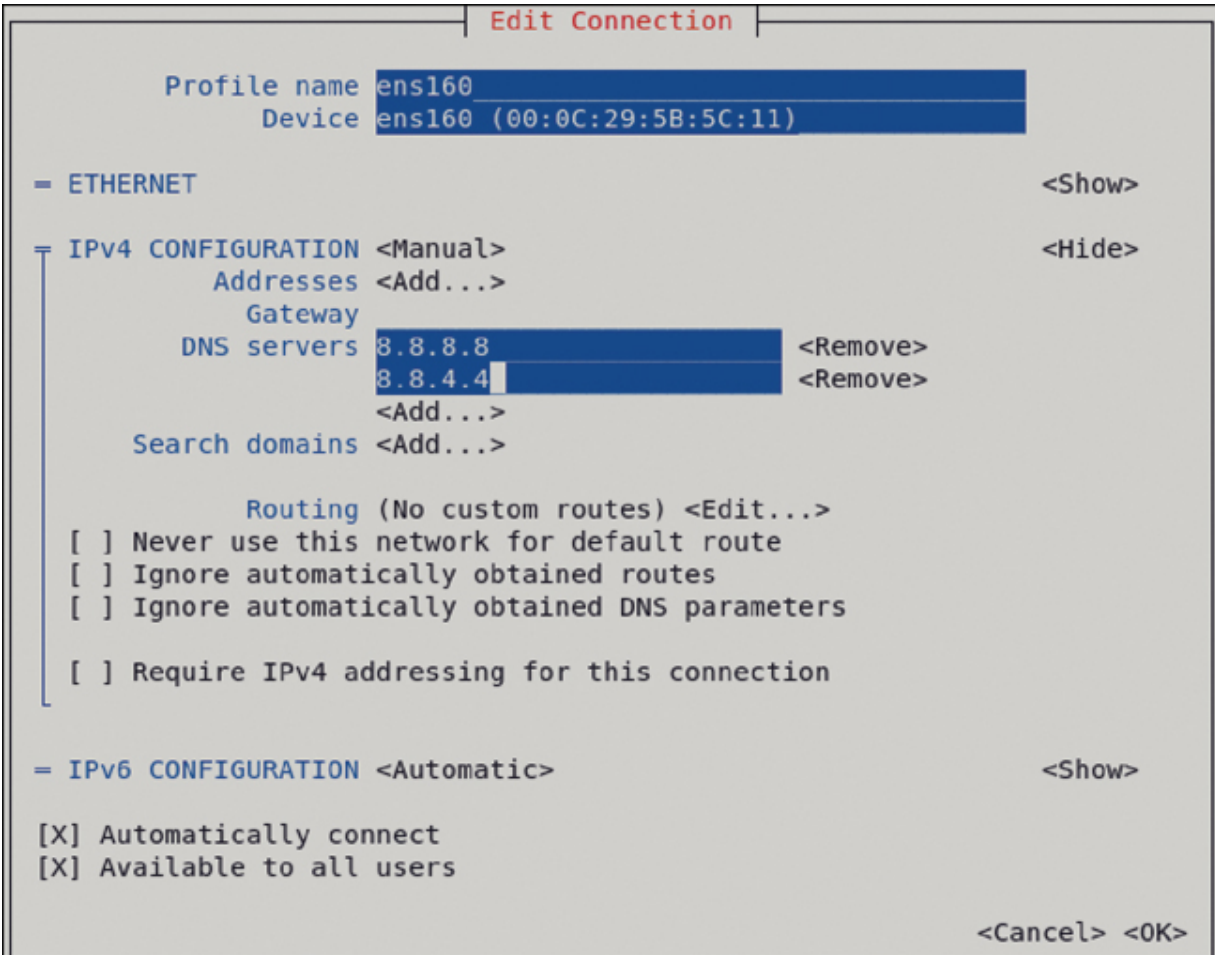 Edit Connection
Profile name ens160
Device ens160 (00:0C:29:5B:5C:11)
= ETHERNET <Show>
= IPv4 CONFIGURATION <Manual> <Hide>
Addresses <Add...>
Gateway
DNS servers 8.8.8.8 <Remove>
8.8.4.4 <Remove>
<Add...>
Search domains <Add...>
Routing (No custom routes) <Edit...>
[ ] Never use this network for default route
[ ] Ignore automatically obtained routes
[ ] Ignore automatically obtained DNS parameters
[ ] Require IPv4 addressing for this connection
= IPv6 CONFIGURATION <Automatic> <Show>
[X] Automatically connect
[X] Available to all users
<Cancel> <OK>